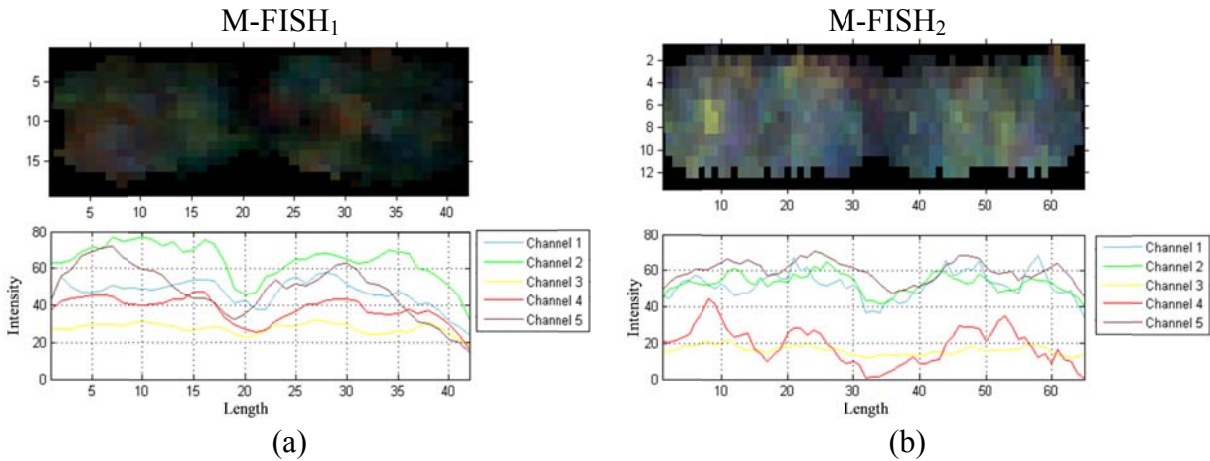 M-FISH₁
5
10
15
5 10 15 20 25 30 35 40
80
60
40
20
0
Intensity
5 10 15 20 25 30 35 40
Length
Channel 1
Channel 2
Channel 3
Channel 4
Channel 5
(a)
M-FISH₂
2
4
6
8
10
12
10 20 30 40 50 60
80
60
40
20
0
Intensity
10 20 30 40 50 60
Length
Channel 1
Channel 2
Channel 3
Channel 4
Channel 5
(b)